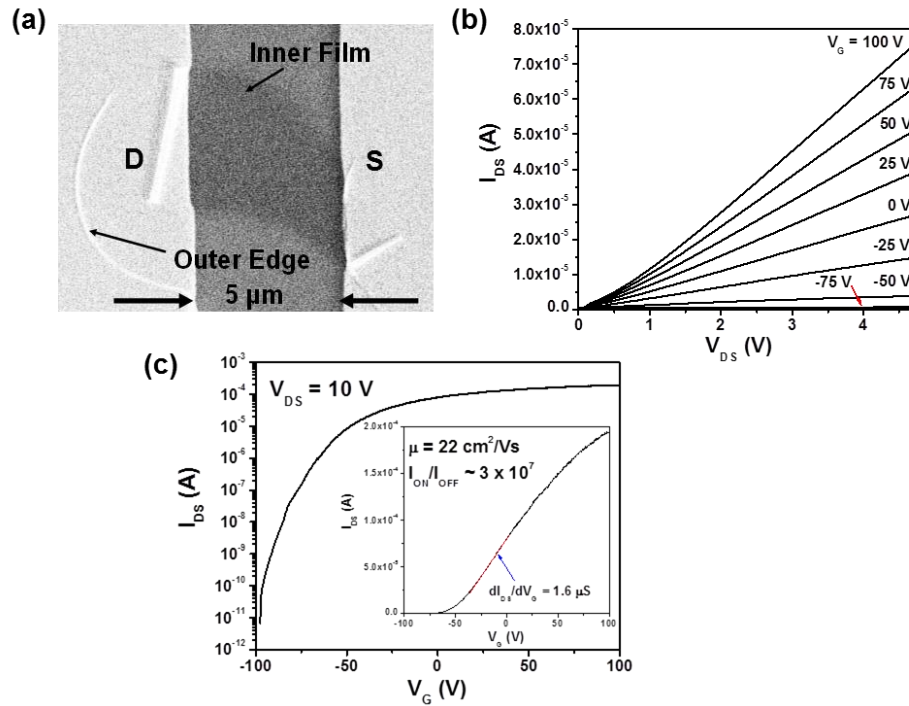 (a)
Inner Film
D
S
Outer Edge
5 μm
(b)
I_DS (A)
8.0x10⁻⁵
7.0x10⁻⁵
6.0x10⁻⁵
5.0x10⁻⁵
4.0x10⁻⁵
3.0x10⁻⁵
2.0x10⁻⁵
1.0x10⁻⁵
0.0
V_G = 100 V
75 V
50 V
25 V
0 V
-25 V
-75 V
-50 V
0 1 2 3 4
V_DS (V)
(c)
I_DS (A)
10⁻³
10⁻⁴
10⁻⁵
10⁻⁶
10⁻⁷
10⁻⁸
10⁻⁹
10⁻¹⁰
10⁻¹¹
10⁻¹²
V_DS = 10 V
-100 -50 0 50 100
V_G (V)
μ = 22 cm²/Vs
I_ON/I_OFF ~ 3 x 10⁷
I_DS (A)
2.0x10⁻⁴
1.5x10⁻⁴
1.0x10⁻⁴
5.0x10⁻⁵
0.0
dI_DS/dV_G = 1.6 μS
-100 -50 0 50 100
V_G (V)